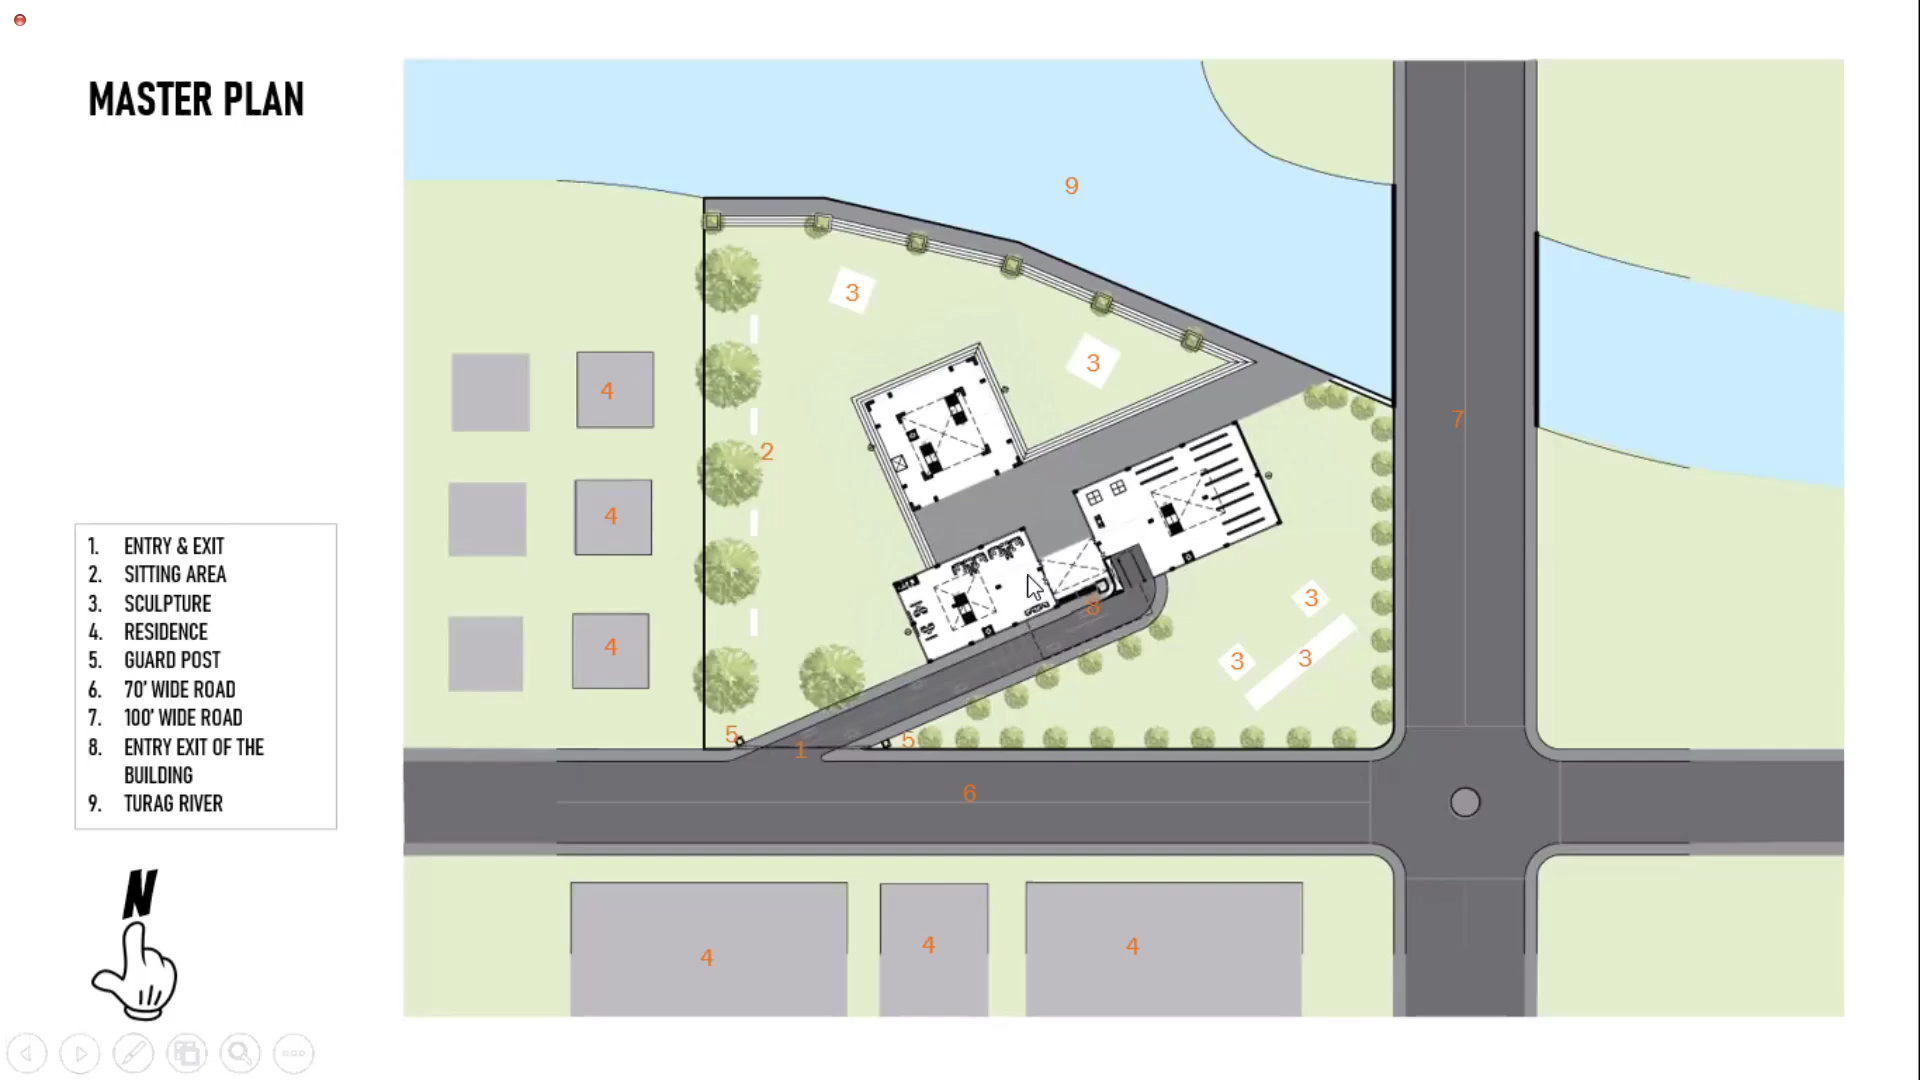 MASTER PLAN
9
3
3
4
7
2
4
3
8
4
3
3
5
5
1
6
4
4
4
1. ENTRY & EXIT
2. SITTING AREA
3. SCULPTURE
4. RESIDENCE
5. GUARD POST
6. 70' WIDE ROAD
7. 100' WIDE ROAD
8. ENTRY EXIT OF THE
BUILDING
9. TURAG RIVER
N